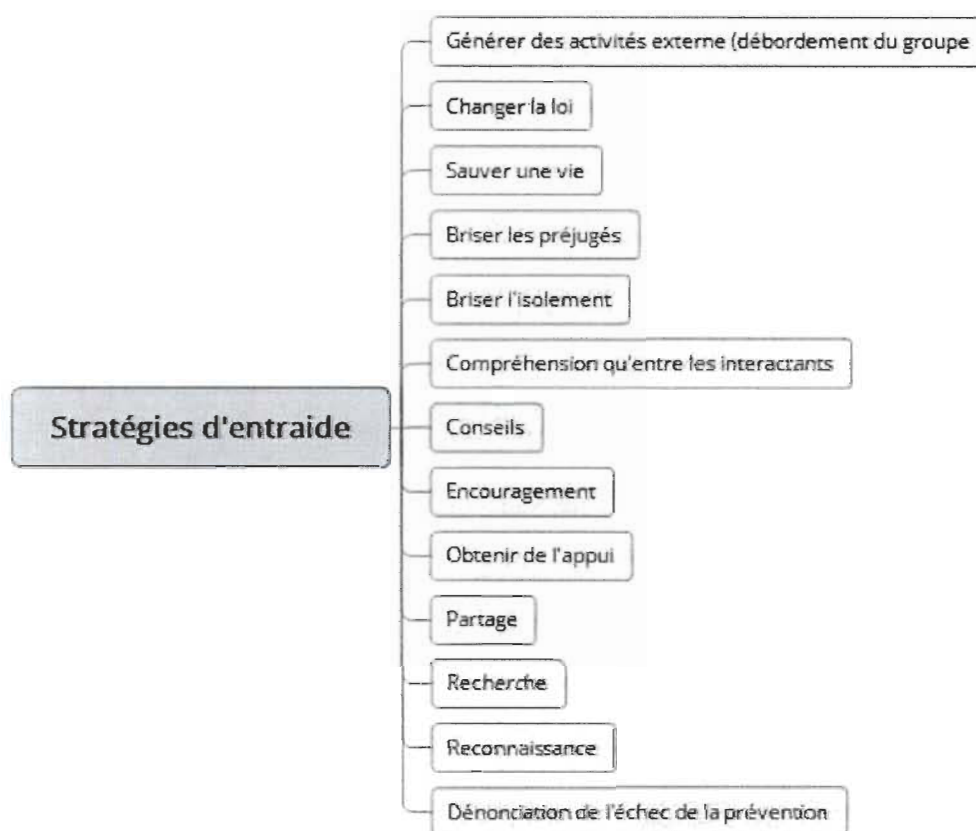 Générer des activités externe (débordement du groupe
Changer la loi
Sauver une vie
Briser les préjugés
Briser l'isolement
Compréhension qu'entre les interactants
Stratégies d'entraide
Conseils
Encouragement
Obtenir de l'appui
Partage
Recherche
Reconnaissance
Dénonciation de l'échec de la prévention